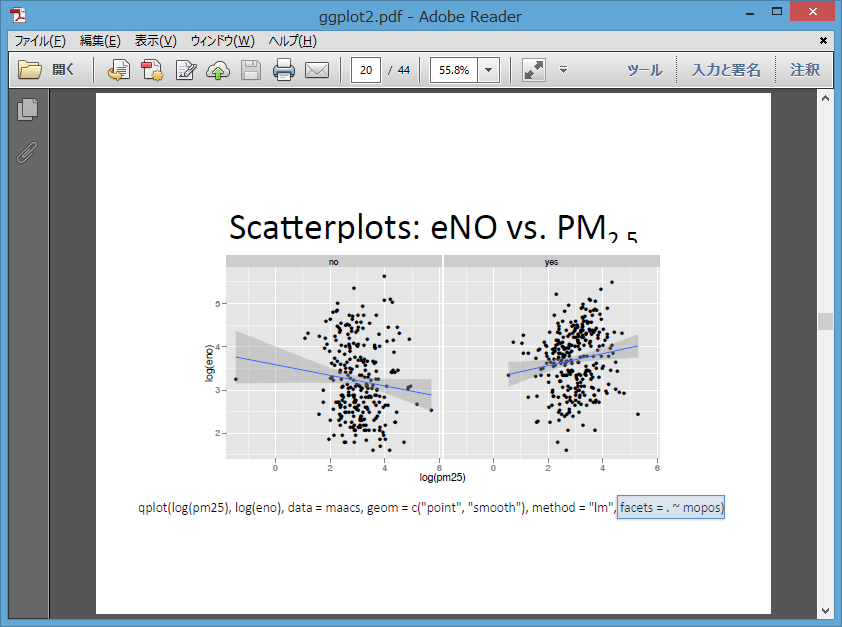 ggplot2.pdf - Adobe Reader
ファイル(F) 編集(E) 表示(V) ウィンドウ(W) ヘルプ(H)
開く 20 / 44 55.8% ツール 入力と署名 注釈
Scatterplots: eNO vs. PM2.5
no yes
5
4
3
2
log(eno)
0 2 4 6 0 2 4 6
log(pm25)
qplot(log(pm25), log(eno), data = maacs, geom = c("point", "smooth"), method = "lm", facets = . ~ mopos)